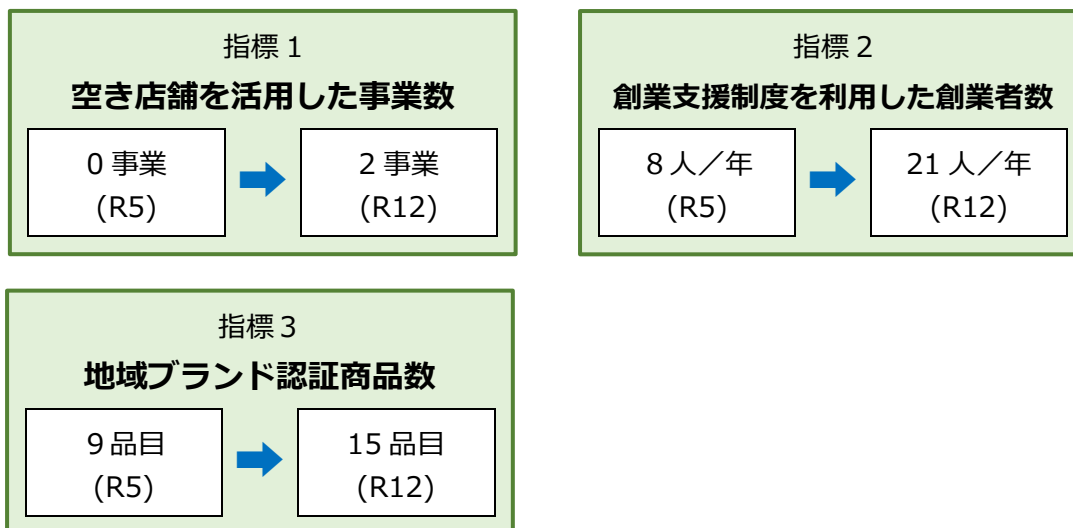 指標１
空き店舗を活用した事業数
0 事業
(R5)
2 事業
(R12)
指標２
創業支援制度を利用した創業者数
8 人／年
(R5)
21 人／年
(R12)
指標３
地域ブランド認証商品数
9 品目
(R5)
15 品目
(R12)